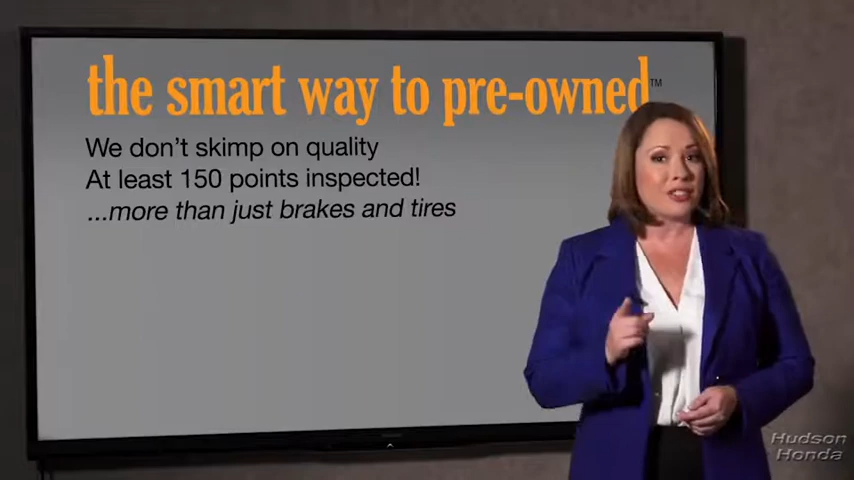 the smart way to pre-owned™
We don't skimp on quality
At least 150 points inspected!
...more than just brakes and tires
Hudson
Honda